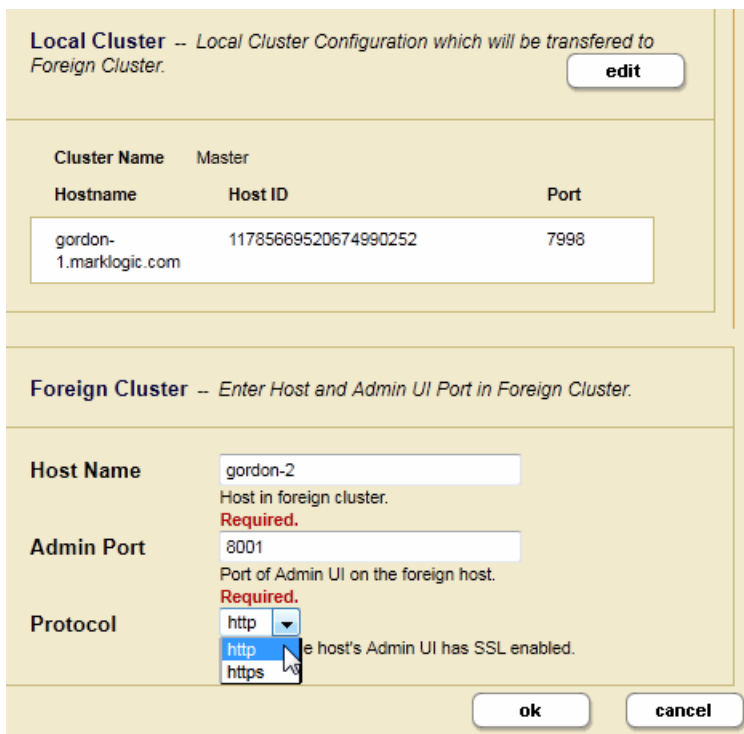 Local Cluster -- Local Cluster Configuration which will be transfered to
Foreign Cluster.
edit
Cluster Name Master
Hostname Host ID Port
gordon- 11785669520674990252 7998
1.marklogic.com
Foreign Cluster -- Enter Host and Admin UI Port in Foreign Cluster.
Host Name gordon-2
Host in foreign cluster.
Required.
Admin Port 8001
Port of Admin UI on the foreign host.
Required.
Protocol http
http e host's Admin UI has SSL enabled.
https
ok cancel